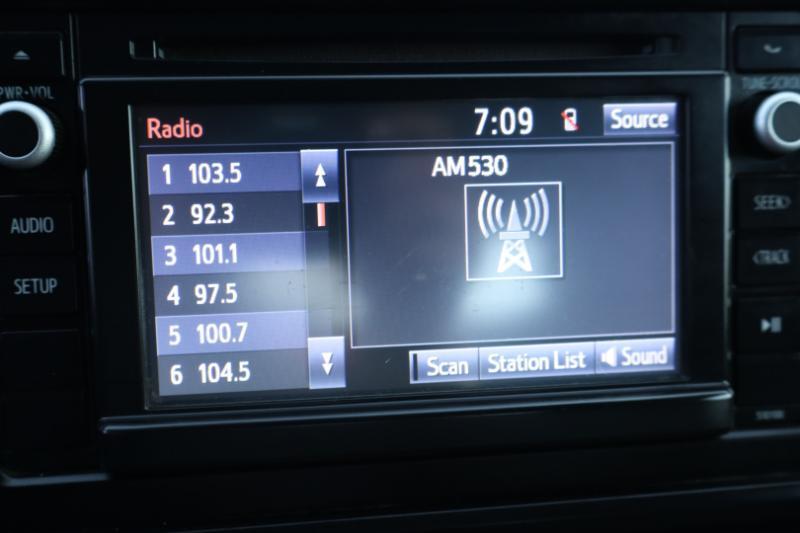 PWR•VOL
AUDIO
SETUP
Radio
7:09
Source
1 103.5
2 92.3
3 101.1
4 97.5
5 100.7
6 104.5
AM530
Scan
Station List
Sound
TUNE•SCROLL
SEEK>
<TRACK